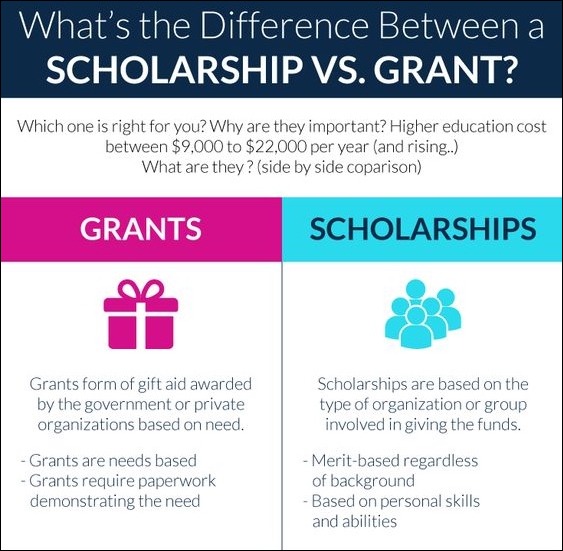 What's the Difference Between a
SCHOLARSHIP VS. GRANT?
Which one is right for you? Why are they important? Higher education cost
between $9,000 to $22,000 per year (and rising..)
What are they ? (side by side coparison)
GRANTS
Grants form of gift aid awarded
by the government or private
organizations based on need.
- Grants are needs based
- Grants require paperwork
demonstrating the need
SCHOLARSHIPS
Scholarships are based on the
type of organization or group
involved in giving the funds.
- Merit-based regardless
of background
- Based on personal skills
and abilities